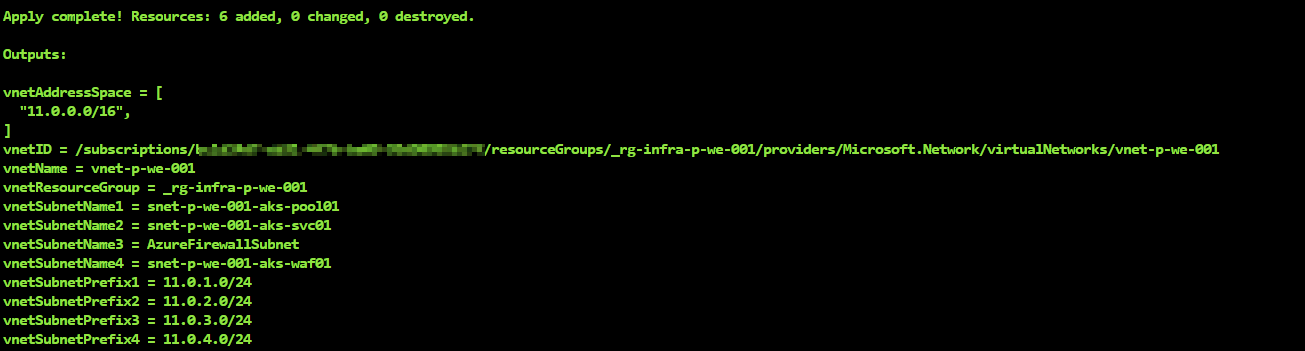 Apply complete! Resources: 6 added, 0 changed, 0 destroyed.
Outputs:
vnetAddressSpace = [
"11.0.0.0/16",
]
vnetID = /subscriptions/ /resourceGroups/_rg-infra-p-we-001/providers/Microsoft.Network/virtualNetworks/vnet-p-we-001
vnetName = vnet-p-we-001
vnetResourceGroup = _rg-infra-p-we-001
vnetSubnetName1 = snet-p-we-001-aks-pool01
vnetSubnetName2 = snet-p-we-001-aks-svc01
vnetSubnetName3 = AzureFirewallSubnet
vnetSubnetName4 = snet-p-we-001-aks-waf01
vnetSubnetPrefix1 = 11.0.1.0/24
vnetSubnetPrefix2 = 11.0.2.0/24
vnetSubnetPrefix3 = 11.0.3.0/24
vnetSubnetPrefix4 = 11.0.4.0/24